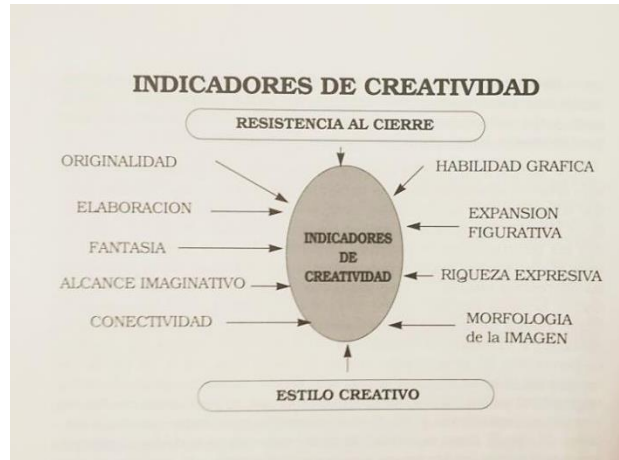 INDICADORES DE CREATIVIDAD
RESISTENCIA AL CIERRE
ORIGINALIDAD
ELABORACION
FANTASIA
ALCANCE IMAGINATIVO
CONECTIVIDAD
INDICADORES
DE
CREATIVIDAD
HABILIDAD GRAFICA
EXPANSION
FIGURATIVA
RIQUEZA EXPRESIVA
MORFOLOGIA
de la IMAGEN
ESTILO CREATIVO